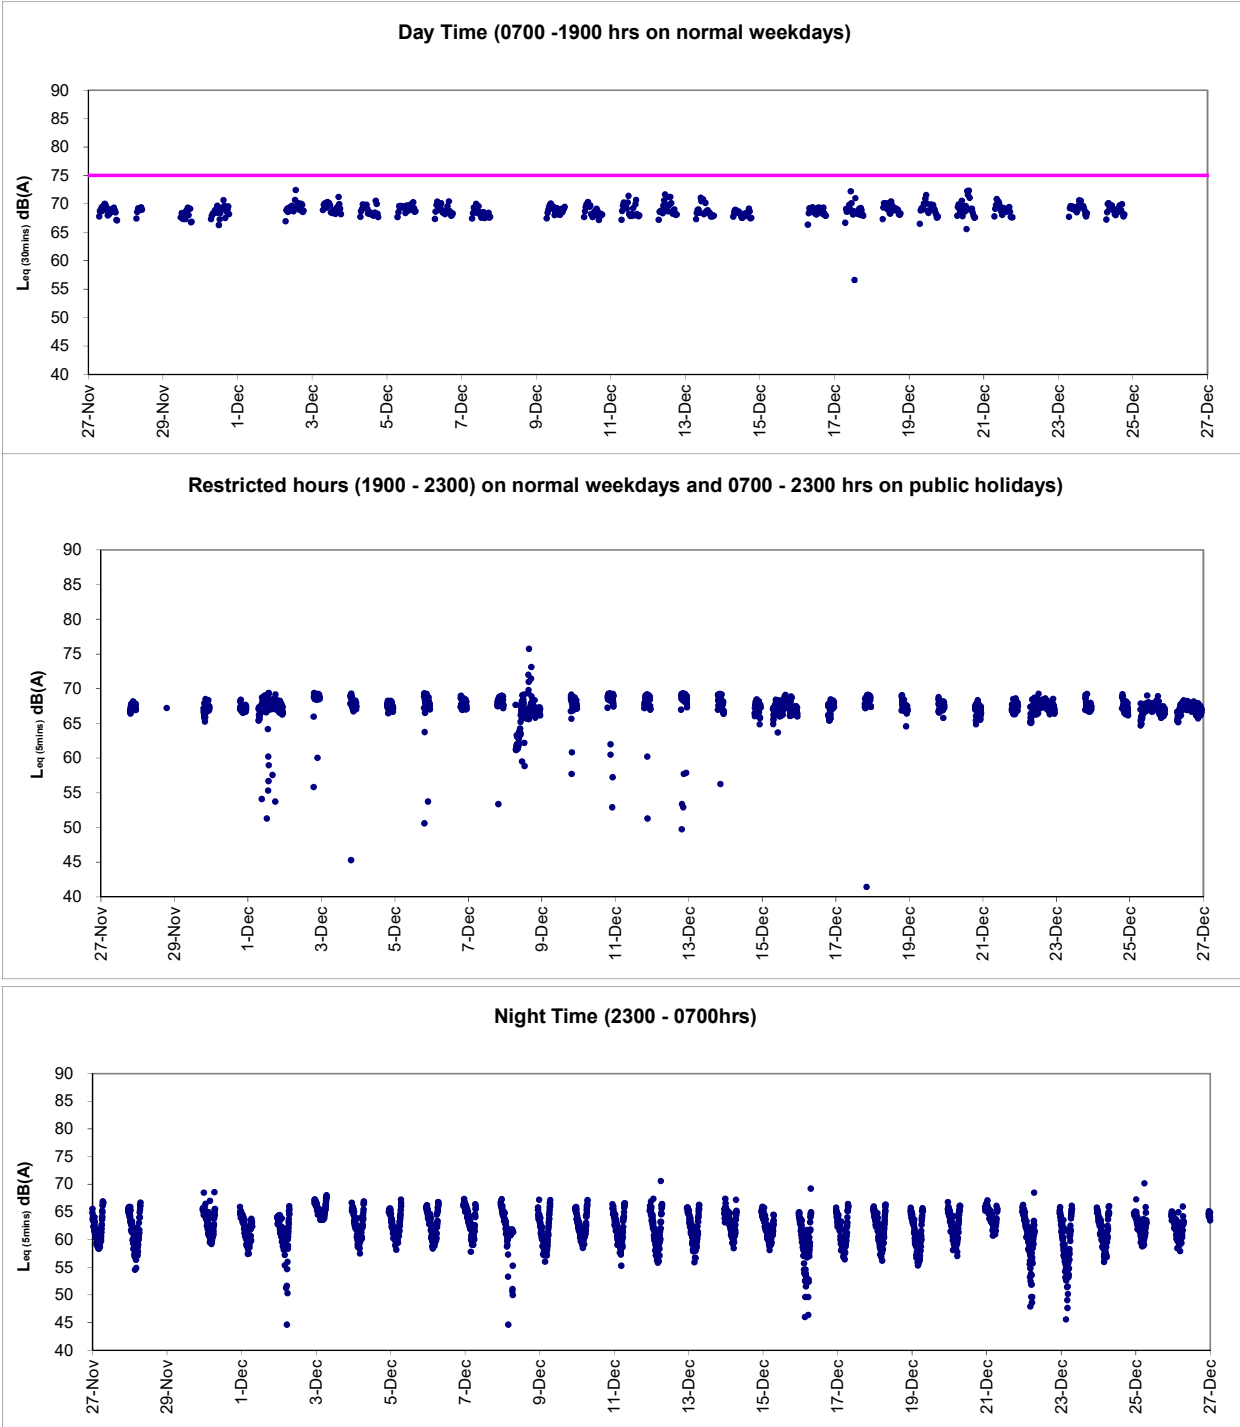 Day Time (0700 -1900 hrs on normal weekdays)
90
85
80
75
70
65
60
55
50
45
40
Leq (30mins) dB(A)
27-Nov
29-Nov
1-Dec
3-Dec
5-Dec
7-Dec
9-Dec
11-Dec
13-Dec
15-Dec
17-Dec
19-Dec
21-Dec
23-Dec
25-Dec
27-Dec
Restricted hours (1900 - 2300) on normal weekdays and 0700 - 2300 hrs on public holidays)
90
85
80
75
70
65
60
55
50
45
40
Leq (5mins) dB(A)
27-Nov
29-Nov
1-Dec
3-Dec
5-Dec
7-Dec
9-Dec
11-Dec
13-Dec
15-Dec
17-Dec
19-Dec
21-Dec
23-Dec
25-Dec
27-Dec
Night Time (2300 - 0700hrs)
90
85
80
75
70
65
60
55
50
45
40
Leq (5mins) dB(A)
27-Nov
29-Nov
1-Dec
3-Dec
5-Dec
7-Dec
9-Dec
11-Dec
13-Dec
15-Dec
17-Dec
19-Dec
21-Dec
23-Dec
25-Dec
27-Dec